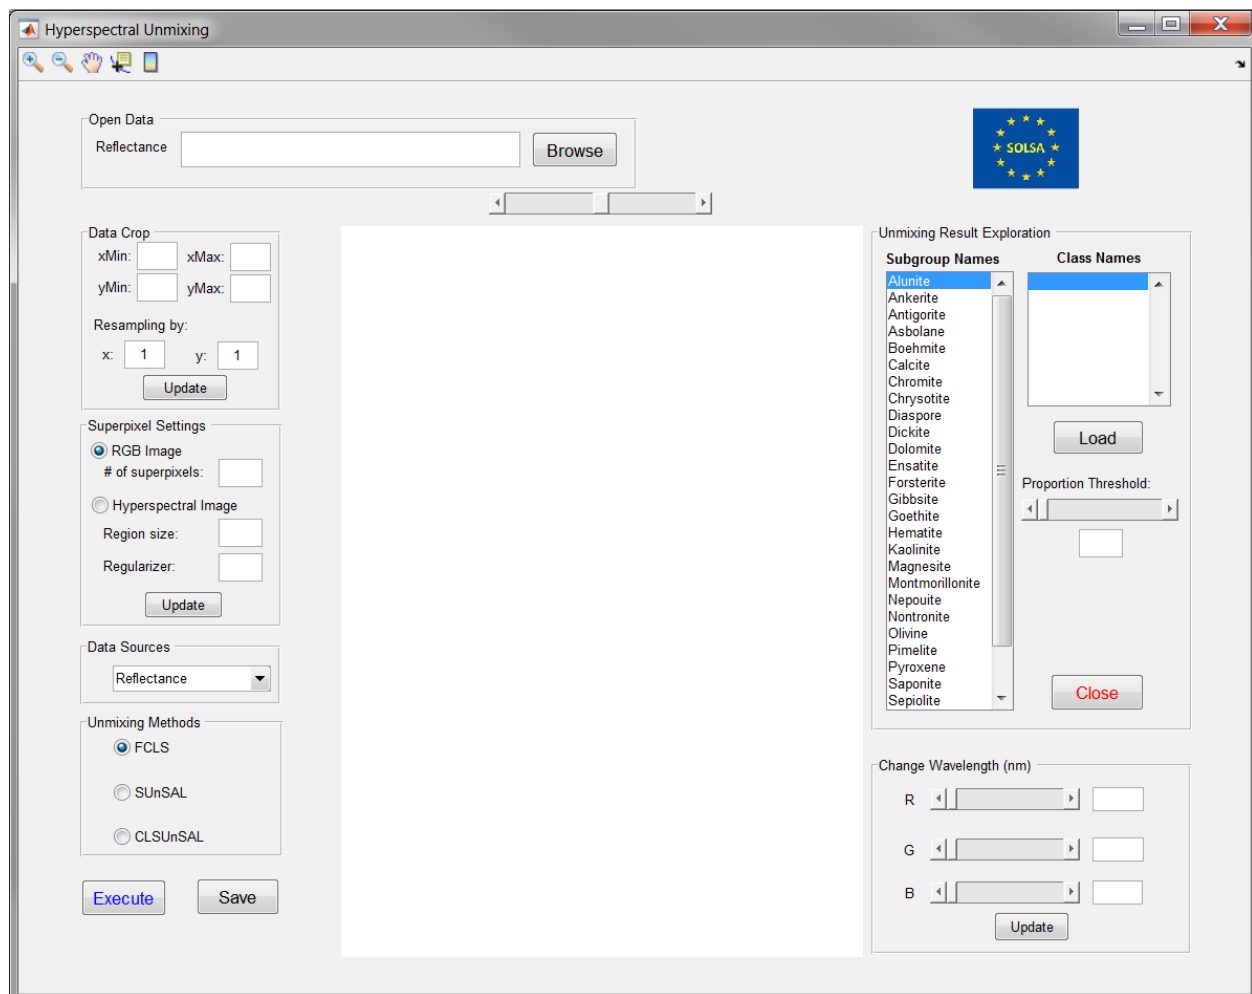 Hyperspectral Unmixing
Open Data
Reflectance
Browse
SOLSA
Data Crop
xMin: xMax:
yMin: yMax:
Resampling by:
x: 1 y: 1
Update
Superpixel Settings
RGB Image
# of superpixels:
Hyperspectral Image
Region size:
Regularizer:
Update
Data Sources
Reflectance
Unmixing Methods
FCLS
SUnSAL
CLSUnSAL
Execute Save
Unmixing Result Exploration
Subgroup Names Class Names
Alunite
Ankerite
Antigorite
Asbolane
Boehmite
Calcite
Chromite
Chrysotite
Diaspore
Dickite
Dolomite
Ensatite
Forsterite
Gibbsite
Goethite
Hematite
Kaolinite
Magnesite
Montmorillonite
Nepouite
Nontronite
Olivine
Pimelite
Pyroxene
Saponite
Sepiolite
Load
Proportion Threshold:
Close
Change Wavelength (nm)
R
G
B
Update